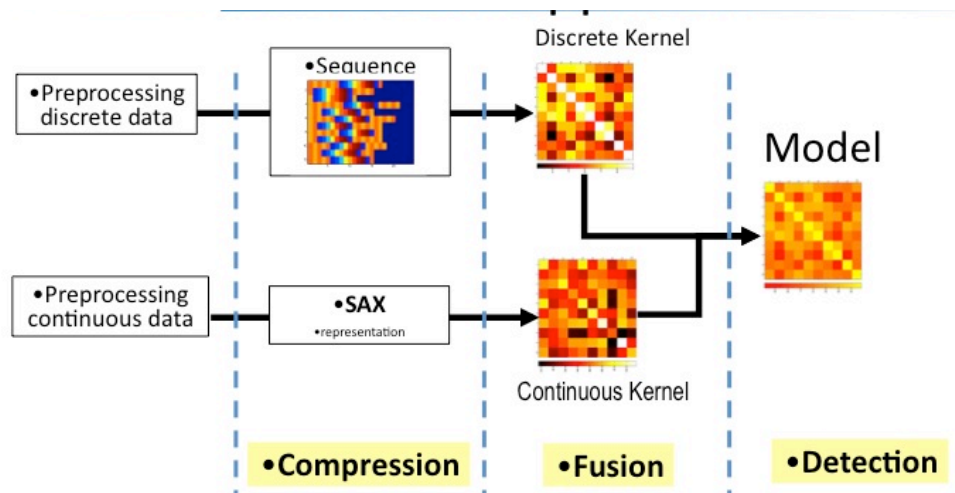 Discrete Kernel
•Sequence
•Preprocessing
discrete data
Model
•Preprocessing
continuous data
•SAX
•representation
Continuous Kernel
•Compression
•Fusion
•Detection